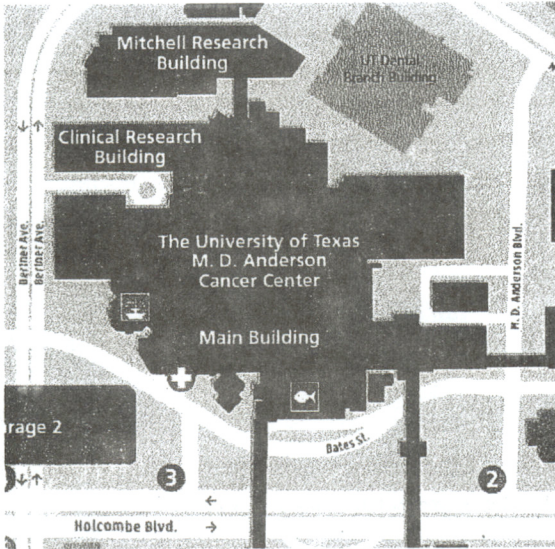 Mitchell Research
Building
UT Dental
Branch Building
Clinical Research
Building
Bertner Ave.
Bertner Ave.
The University of Texas
M. D. Anderson
Cancer Center
M. D. Anderson Blvd.
Main Building
rage 2
Bates St.
3
2
Holcombe Blvd.